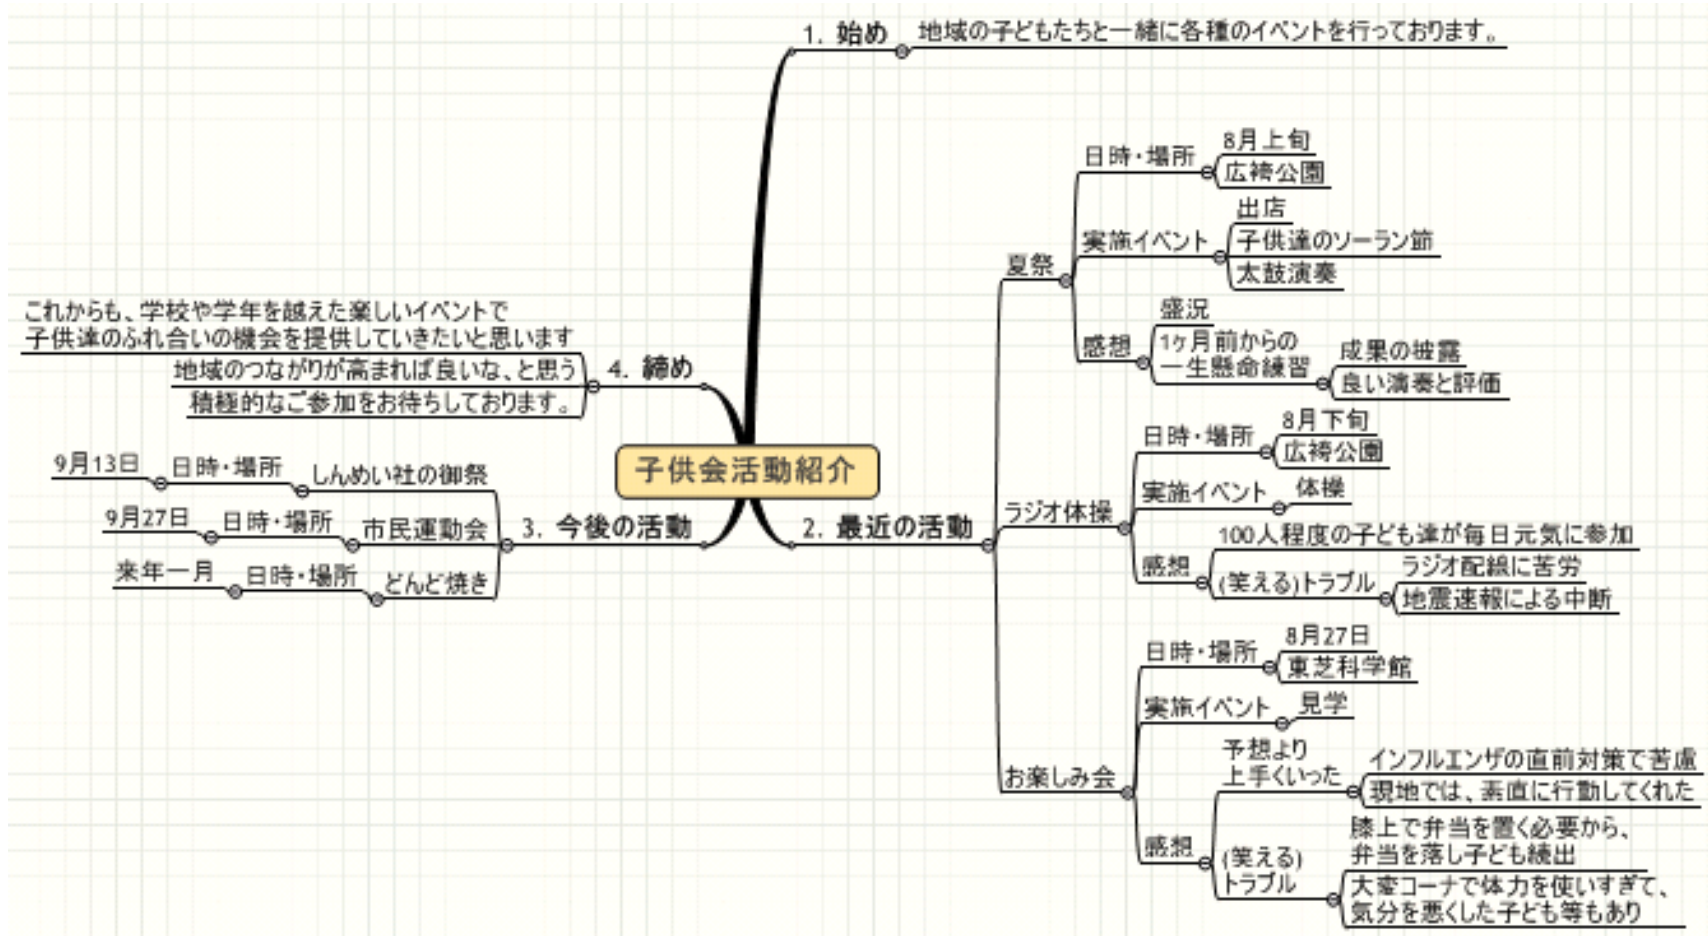 子供会活動紹介
1. 始め
地域の子どもたちと一緒に各種のイベントを行っております。
2. 最近の活動
夏祭
日時・場所
8月上旬
広袴公園
実施イベント
出店
子供達のソーラン節
太鼓演奏
感想
盛況
1ヶ月前からの
一生懸命練習
成果の披露
良い演奏と評価
ラジオ体操
日時・場所
8月下旬
広袴公園
実施イベント
体操
感想
100人程度の子ども達が毎日元気に参加
(笑える)トラブル
ラジオ配線に苦労
地震速報による中断
お楽しみ会
日時・場所
8月27日
東芝科学館
実施イベント
見学
感想
予想より
上手くいった
インフルエンザの直前対策で苦慮
現地では、素直に行動してくれた
(笑える)
トラブル
膝上で弁当を置く必要から、
弁当を落し子ども続出
大変コーナで体力を使いすぎて、
気分を悪くした子ども等もあり
3. 今後の活動
しんめい社の御祭
日時・場所
9月13日
市民運動会
日時・場所
9月27日
どんど焼き
日時・場所
来年一月
4. 締め
これからも、学校や学年を越えた楽しいイベントで
子供達のふれ合いの機会を提供していきたいと思います
地域のつながりが高まれば良いな、と思う
積極的なご参加をお待ちしております。